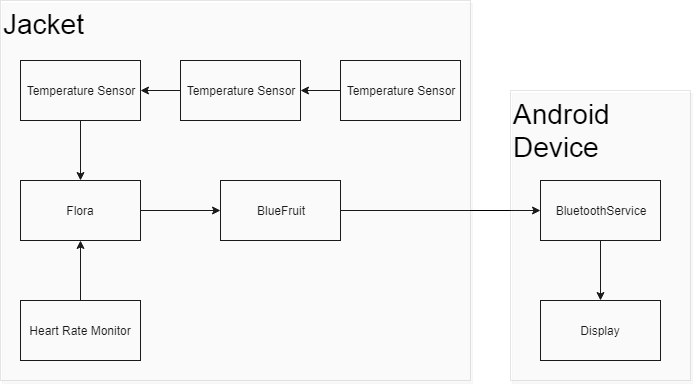 Jacket
Temperature Sensor
Temperature Sensor
Temperature Sensor
Android
Device
Flora
BlueFruit
BluetoothService
Heart Rate Monitor
Display